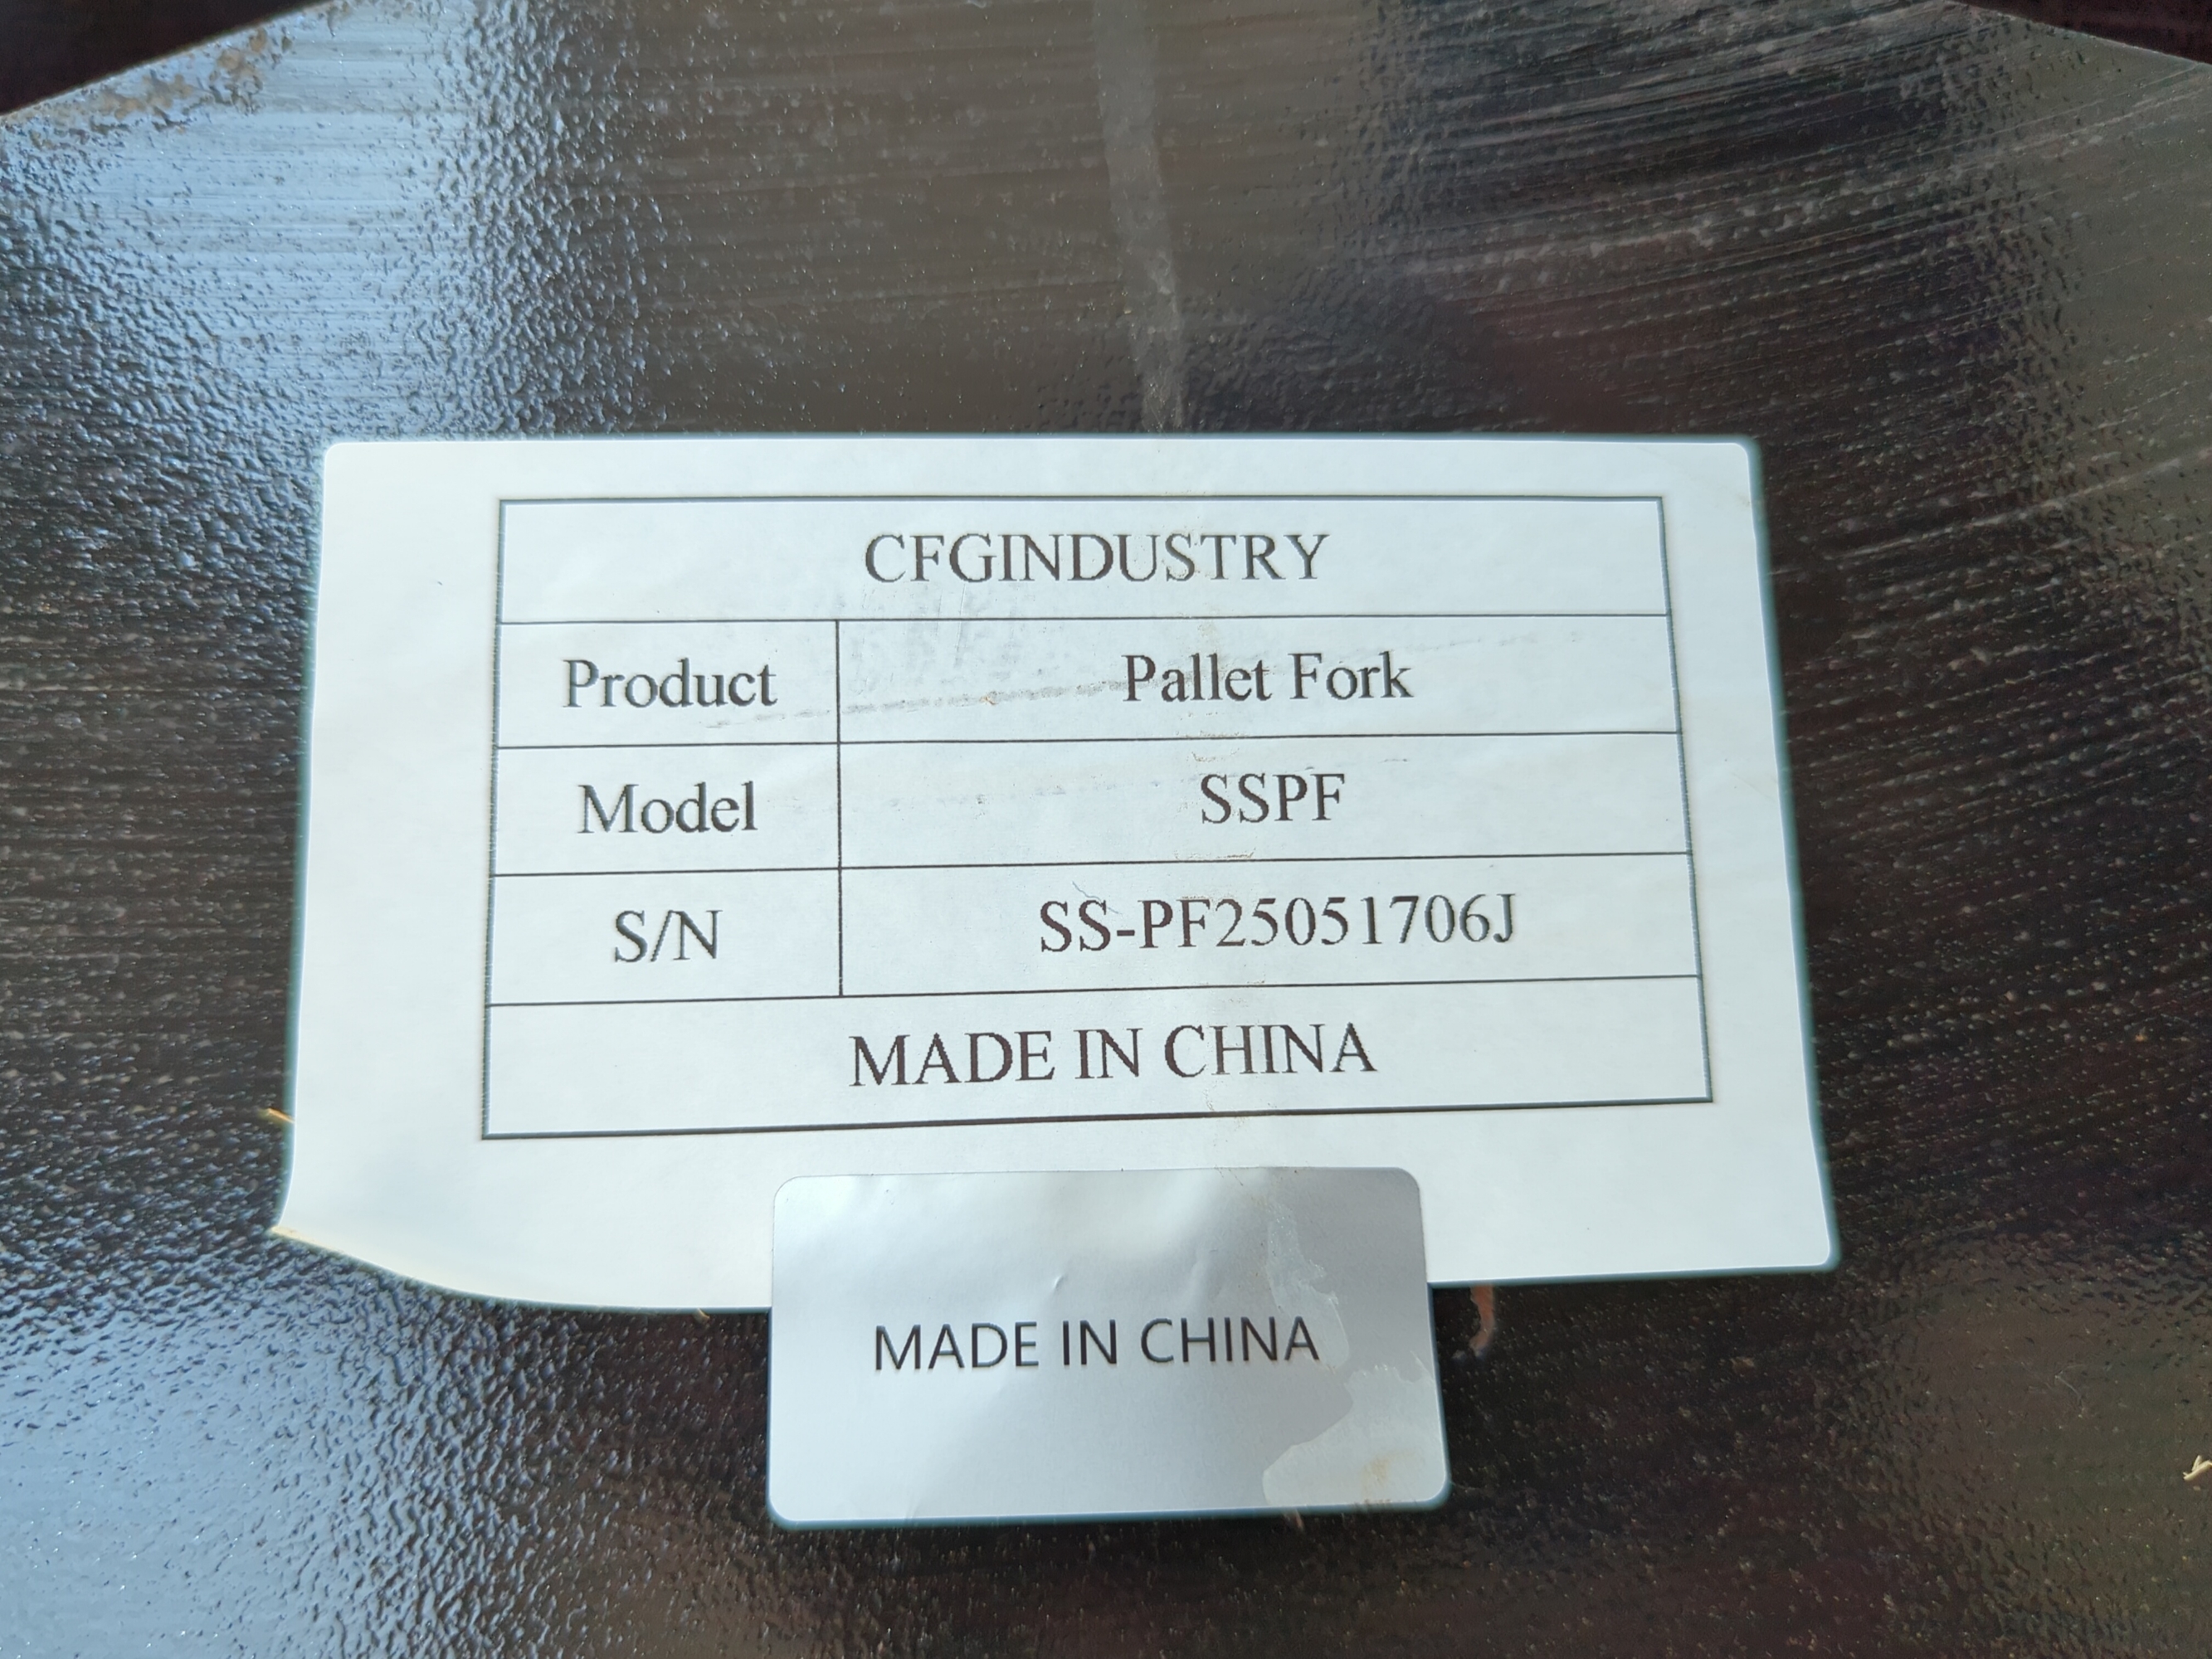 CFGINDUSTRY
Product Pallet Fork
Model SSPF
S/N SS-PF25051706J
MADE IN CHINA
MADE IN CHINA